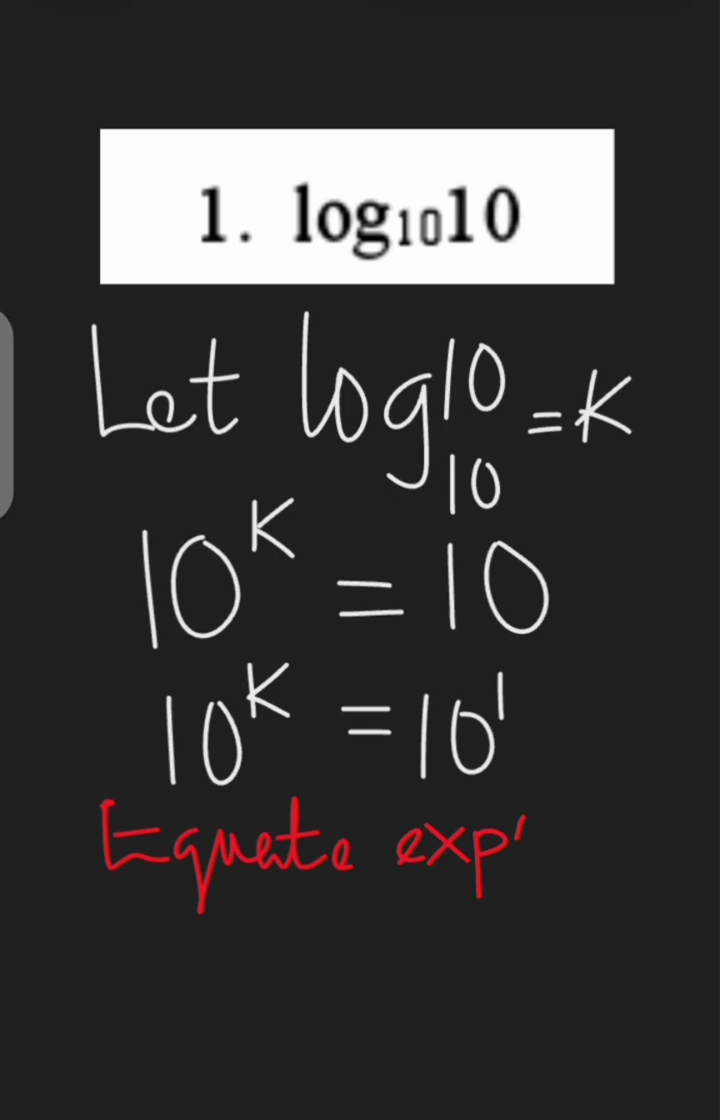 1. log₁₀10
Let log₁₀10 = K
10ᴷ = 10
10ᴷ = 10¹
Equate exp'